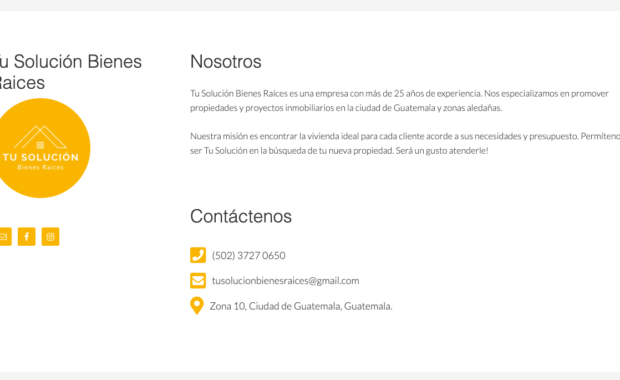 Tu Solución Bienes
Raices
TU SOLUCIÓN
Bienes Raices
Nosotros
Tu Solución Bienes Raíces es una empresa con más de 25 años de experiencia. Nos especializamos en promover
propiedades y proyectos inmobiliarios en la ciudad de Guatemala y zonas aledañas.
Nuestra misión es encontrar la vivienda ideal para cada cliente acorde a sus necesidades y presupuesto. Permíteno
ser Tu Solución en la búsqueda de tu nueva propiedad. Será un gusto atenderle!
Contáctenos
(502) 3727 0650
tusolucionbienesraices@gmail.com
Zona 10, Ciudad de Guatemala, Guatemala.